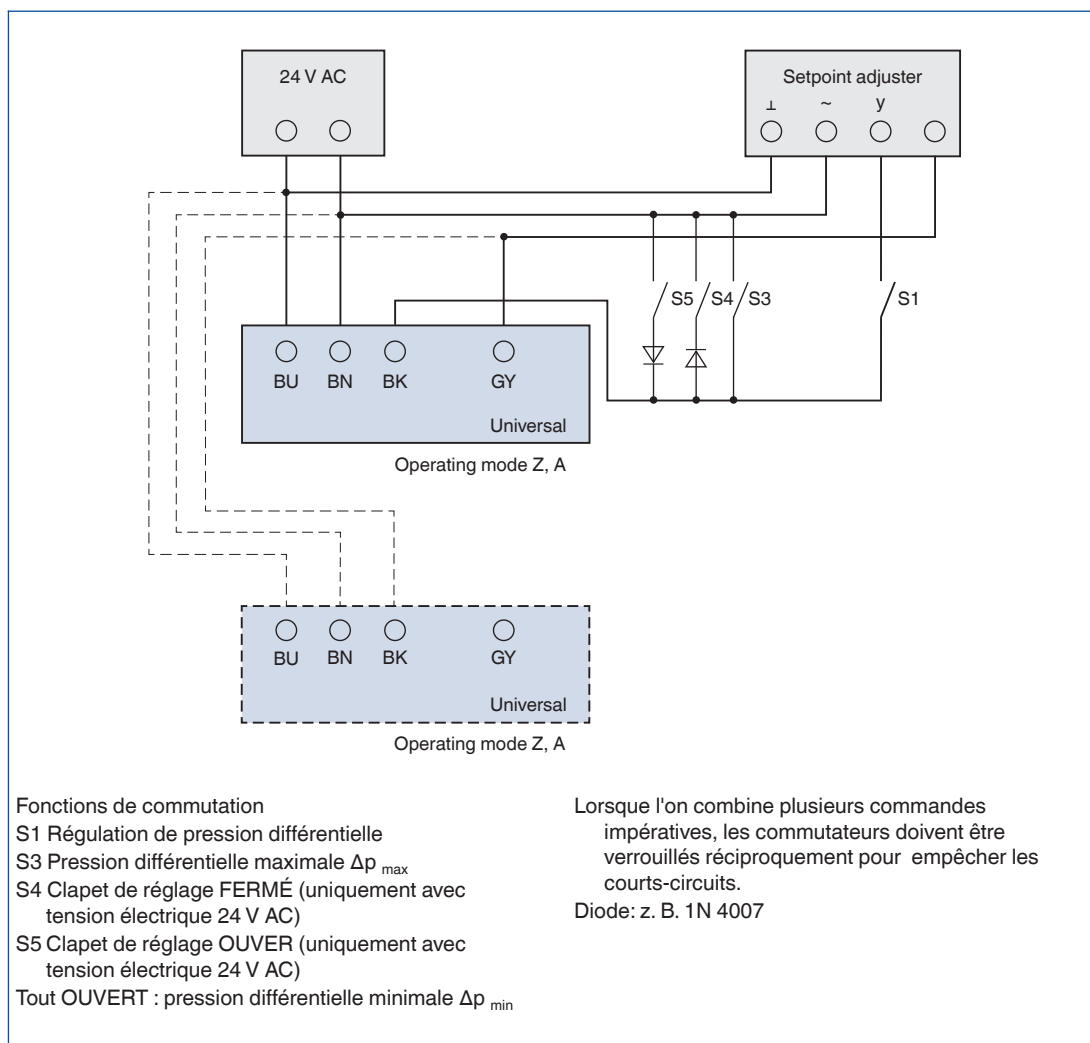 24 V AC
Setpoint adjuster
⊥ ~ y
S5 S4 S3 S1
BU BN BK GY
Universal
Operating mode Z, A
BU BN BK GY
Universal
Operating mode Z, A
Fonctions de commutation
S1 Régulation de pression différentielle
S3 Pression différentielle maximale Δp max
S4 Clapet de réglage FERMÉ (uniquement avec
tension électrique 24 V AC)
S5 Clapet de réglage OUVER (uniquement avec
tension électrique 24 V AC)
Tout OUVERT : pression différentielle minimale Δp min
Lorsque l'on combine plusieurs commandes
impératives, les commutateurs doivent être
verrouillés réciproquement pour empêcher les
courts-circuits.
Diode: z. B. 1N 4007